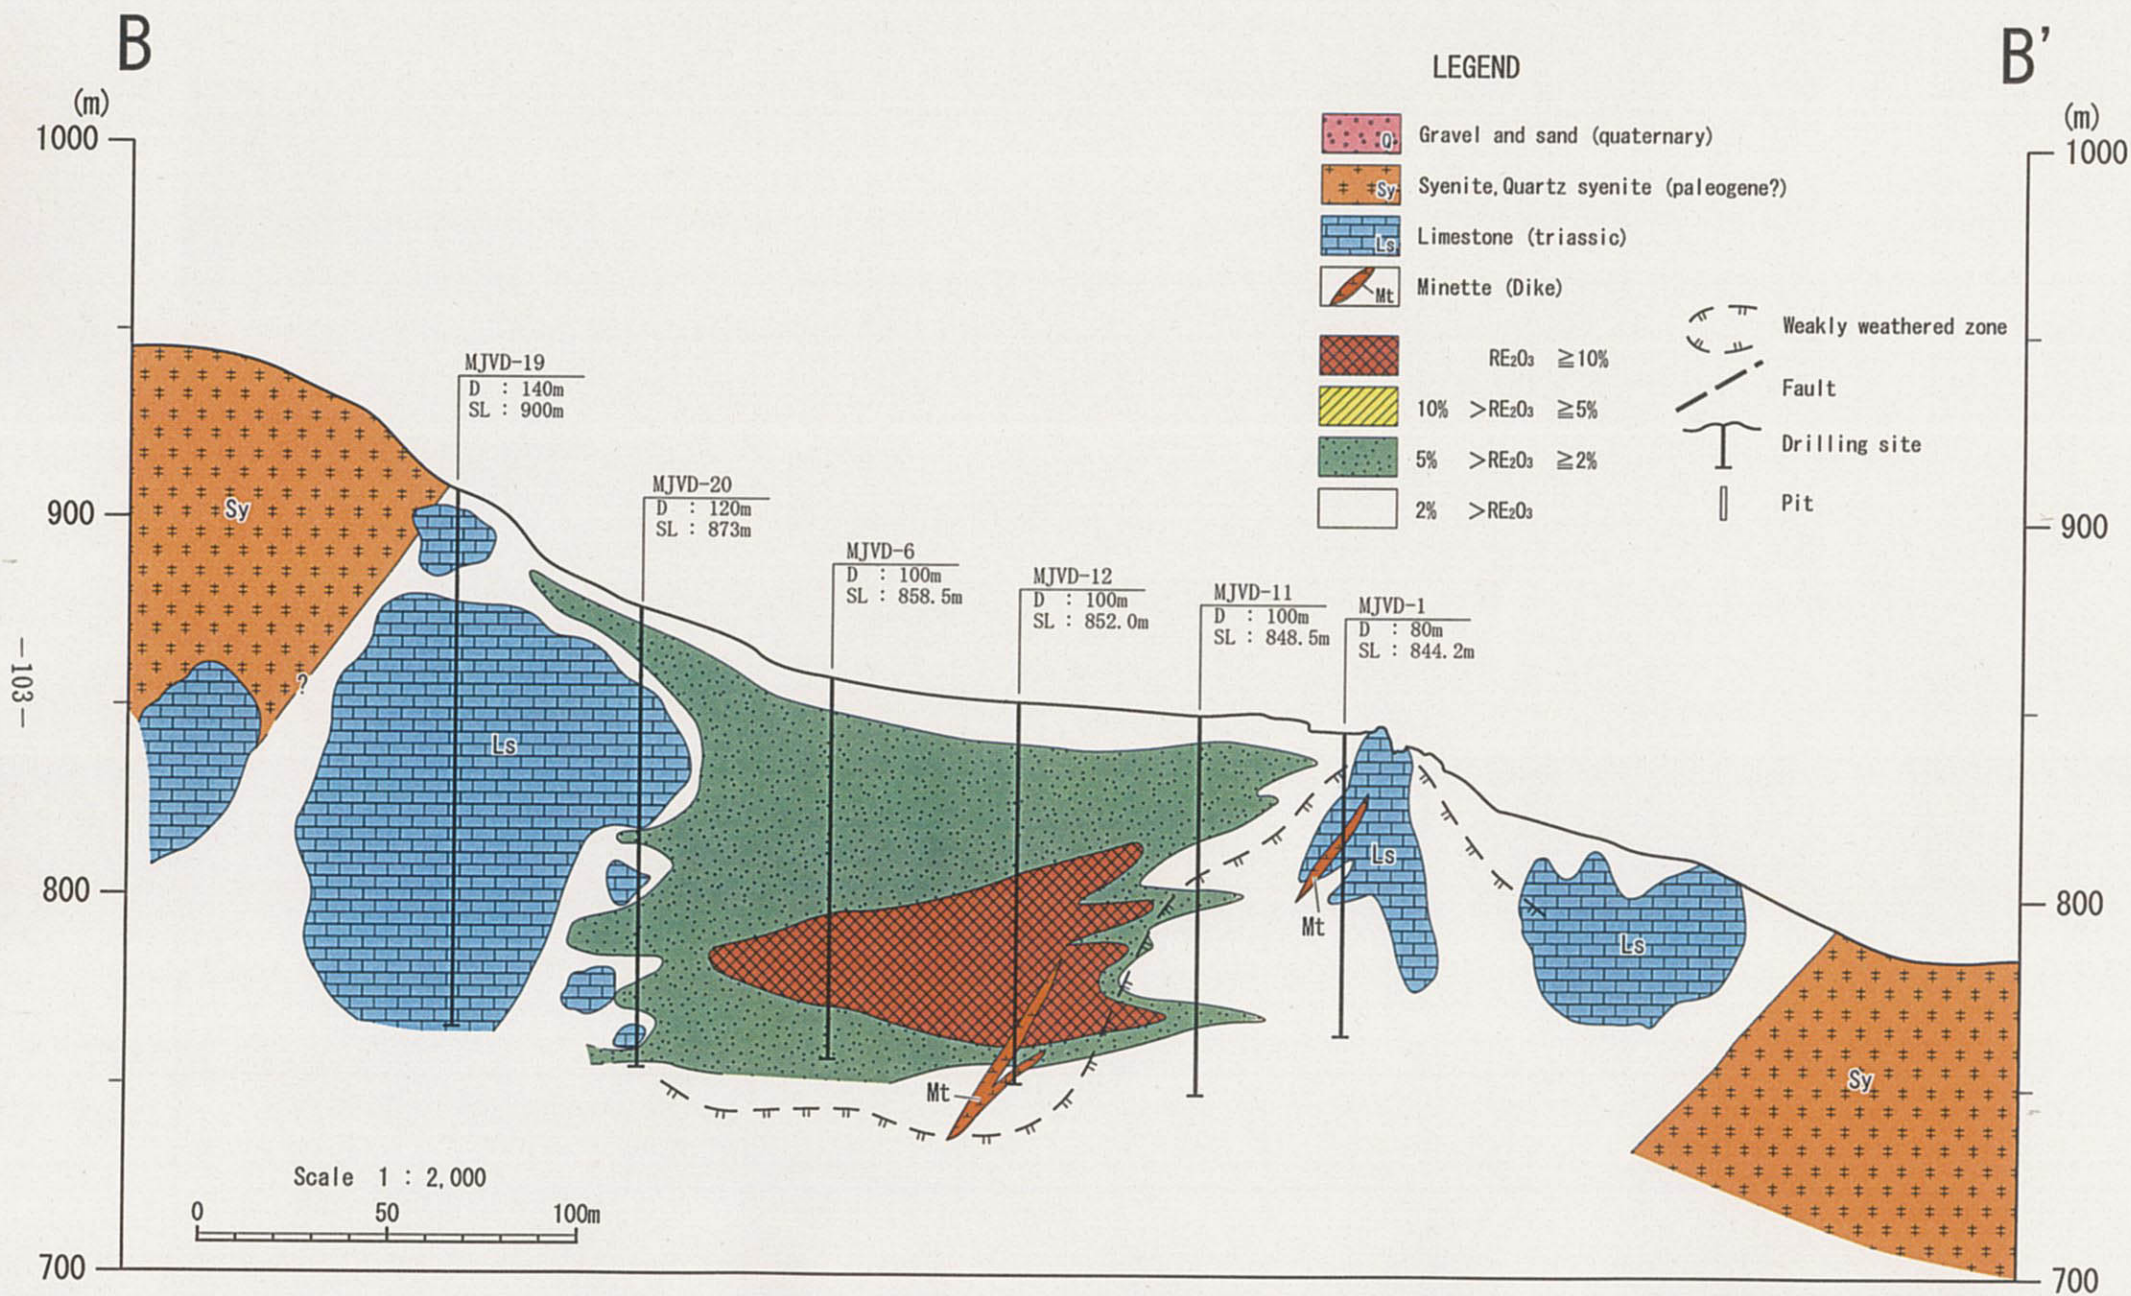 B
B'
(m)
1000
900
800
700
(m)
1000
900
800
700
LEGEND
Q Gravel and sand (quaternary)
Sy Syenite, Quartz syenite (paleogene?)
Ls Limestone (triassic)
Mt Minette (Dike)
RE₂O₃ ≧10%
10% >RE₂O₃ ≧5%
5% >RE₂O₃ ≧2%
2% >RE₂O₃
Weakly weathered zone
Fault
Drilling site
Pit
MJVD-19
D : 140m
SL : 900m
MJVD-20
D : 120m
SL : 873m
MJVD-6
D : 100m
SL : 858.5m
MJVD-12
D : 100m
SL : 852.0m
MJVD-11
D : 100m
SL : 848.5m
MJVD-1
D : 80m
SL : 844.2m
Sy
?
Ls
Ls
Mt
Ls
Mt
Sy
Scale 1 : 2,000
0 50 100m
-103-